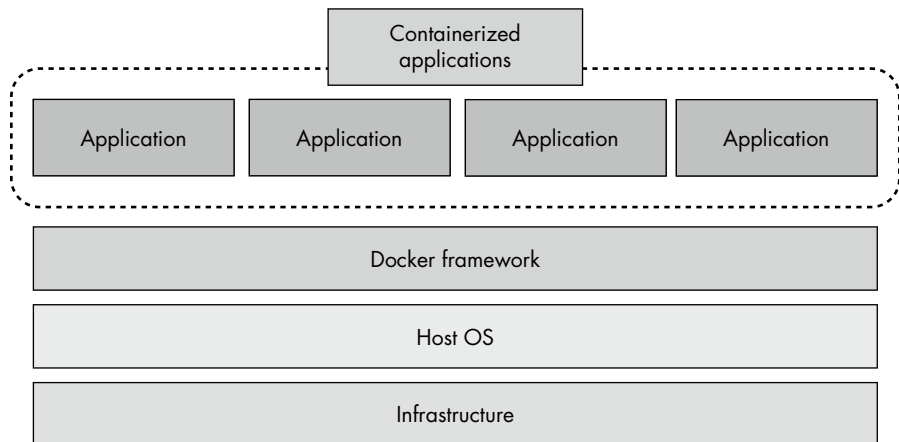 Containerized
applications
Application
Application
Application
Application
Docker framework
Host OS
Infrastructure